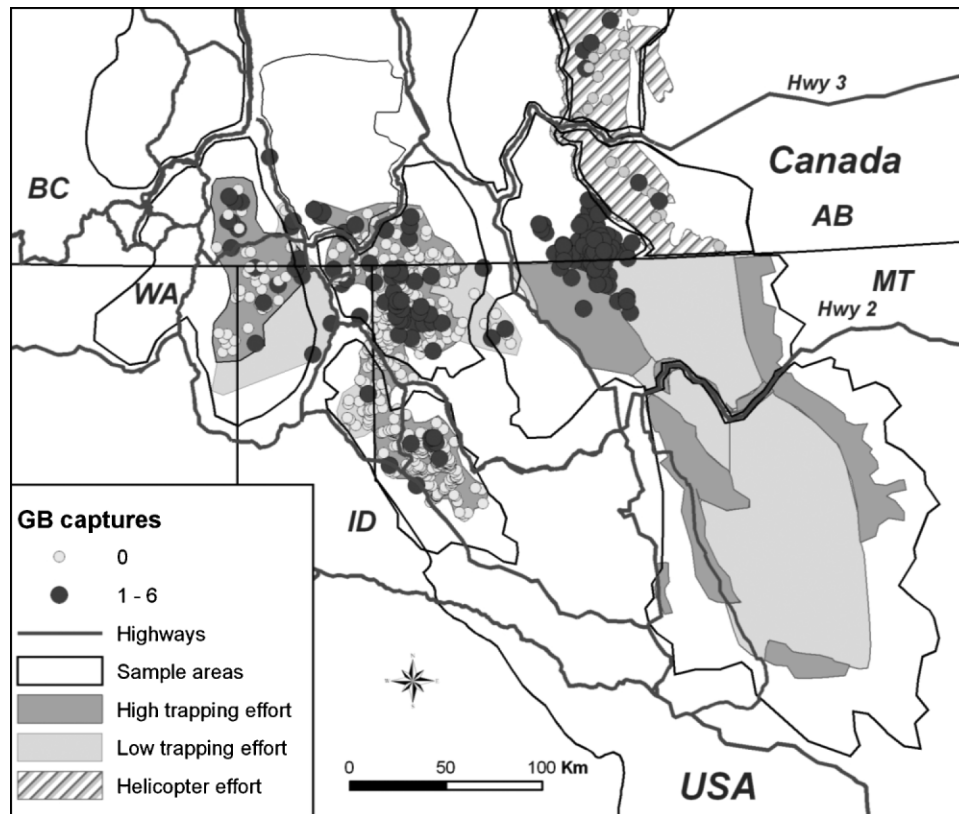 Hwy 3
Canada
BC
AB
WA
MT
Hwy 2
GB captures
0
1 - 6
Highways
Sample areas
High trapping effort
Low trapping effort
Helicopter effort
ID
N
0 50 100 Km
USA